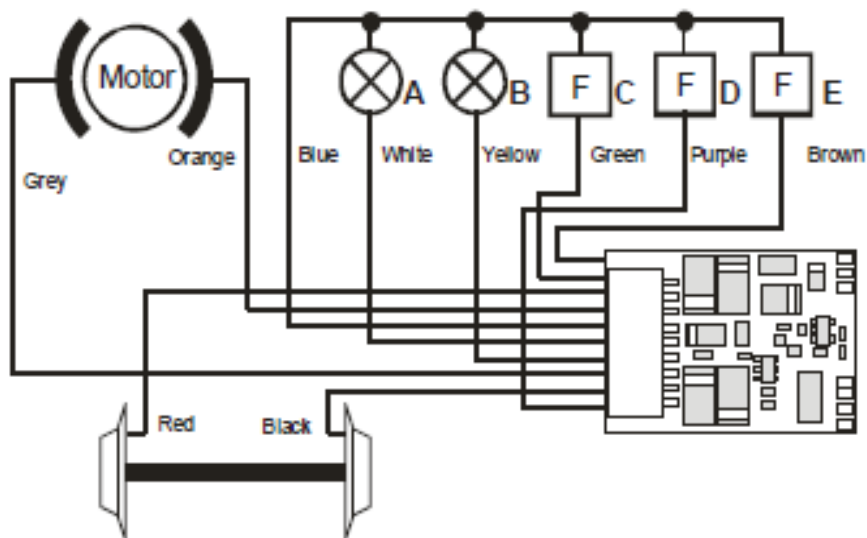 Motor
A
B
F C
F D
F E
Grey
Orange
Blue
White
Yellow
Green
Purple
Brown
Red
Black